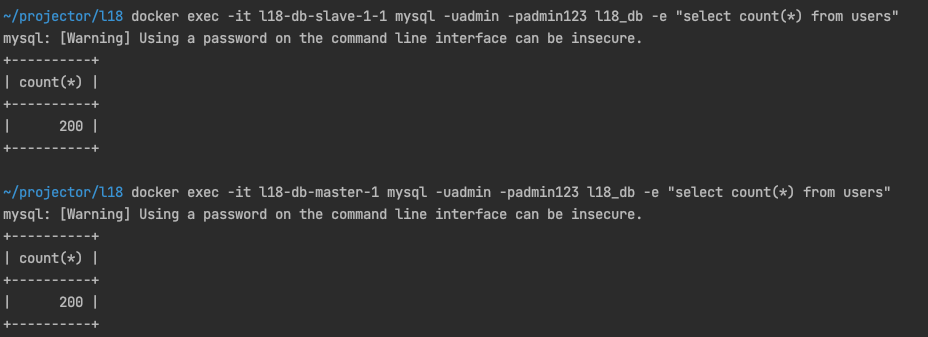 ~/projector/l18 docker exec -it l18-db-slave-1-1 mysql -uadmin -padmin123 l18_db -e "select count(*) from users"
mysql: [Warning] Using a password on the command line interface can be insecure.
+----------+
| count(*) |
+----------+
|      200 |
+----------+
~/projector/l18 docker exec -it l18-db-master-1 mysql -uadmin -padmin123 l18_db -e "select count(*) from users"
mysql: [Warning] Using a password on the command line interface can be insecure.
+----------+
| count(*) |
+----------+
|      200 |
+----------+